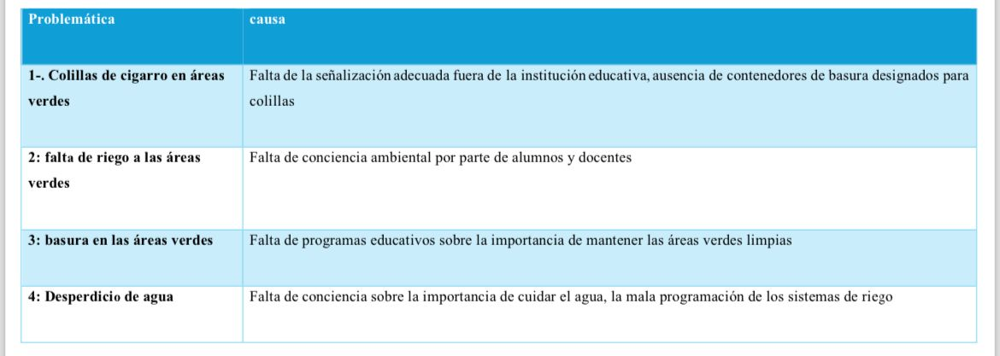 Problemática
causa
1-. Colillas de cigarro en áreas
verdes
Falta de la señalización adecuada fuera de la institución educativa, ausencia de contenedores de basura designados para
colillas
2: falta de riego a las áreas
verdes
Falta de conciencia ambiental por parte de alumnos y docentes
3: basura en las áreas verdes
Falta de programas educativos sobre la importancia de mantener las áreas verdes limpias
4: Desperdicio de agua
Falta de conciencia sobre la importancia de cuidar el agua, la mala programación de los sistemas de riego